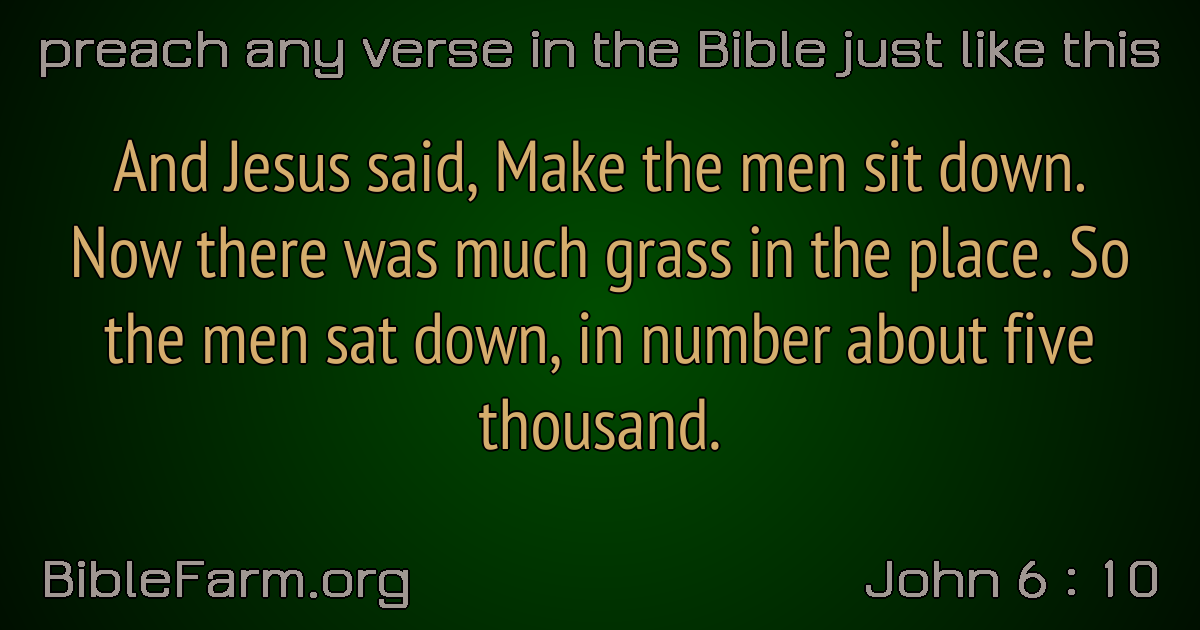 preach any verse in the Bible just like this
And Jesus said, Make the men sit down.
Now there was much grass in the place. So
the men sat down, in number about five
thousand.
BibleFarm.org
John 6 : 10